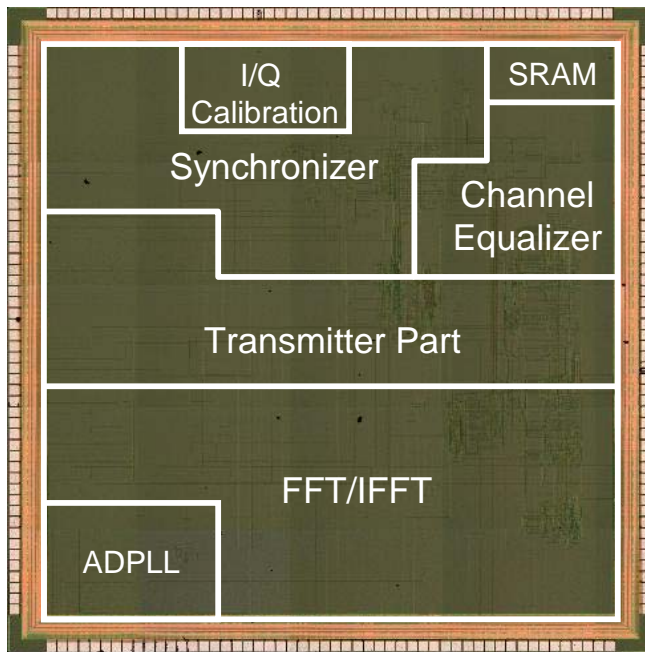 I/Q
Calibration
SRAM
Synchronizer
Channel
Equalizer
Transmitter Part
FFT/IFFT
ADPLL